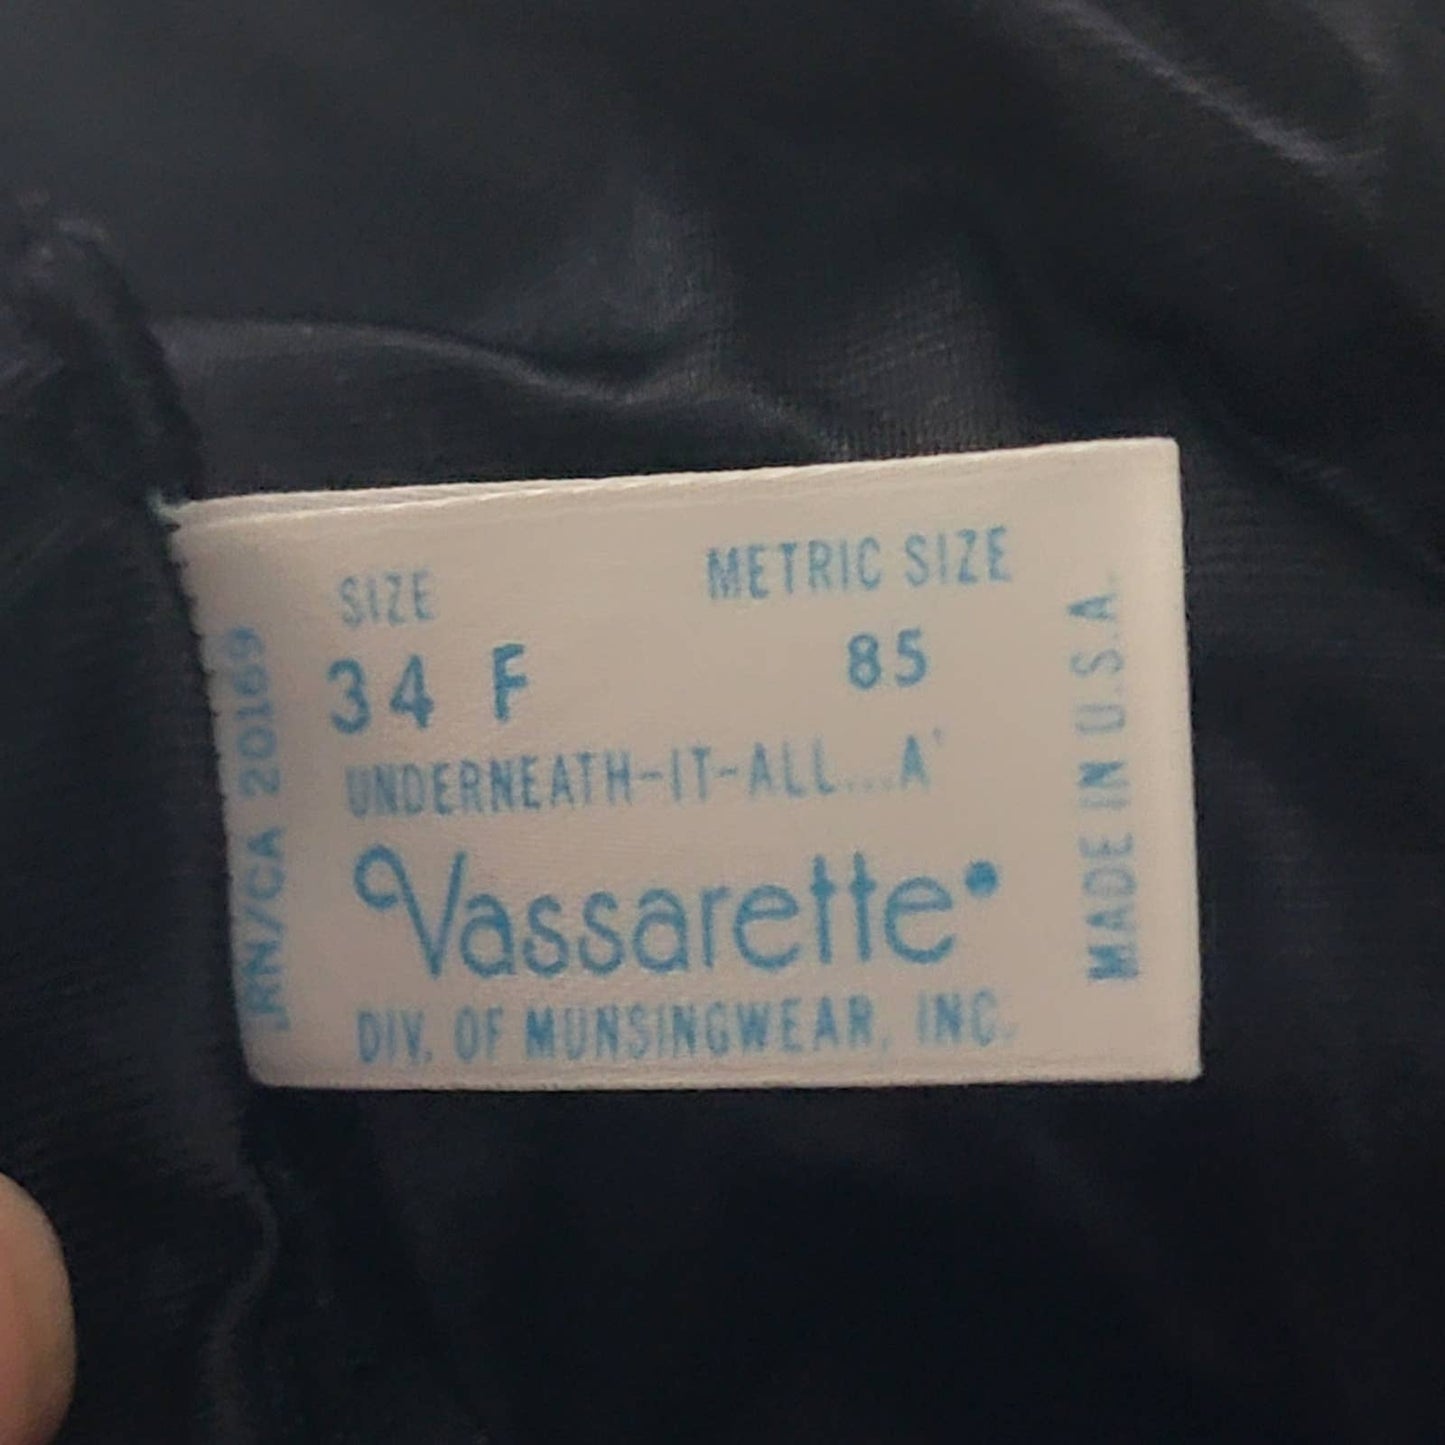 SIZE METRIC SIZE
34 F 85
UNDERNEATH-IT-ALL...A'
Vassarette
DIV. OF MUNSINGWEAR, INC.
RN/CA 20169
MADE IN U.S.A.